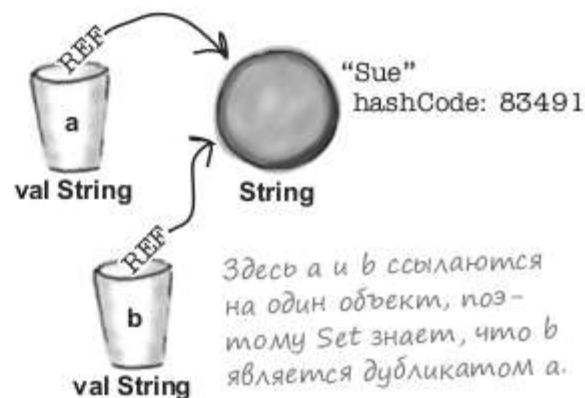 REF
a
val String
"Sue"
hashCode: 83491
String
REF
b
val String
Здесь a и b ссылаются
на один объект, поэ-
тому Set знает, что b
является дубликатом a.